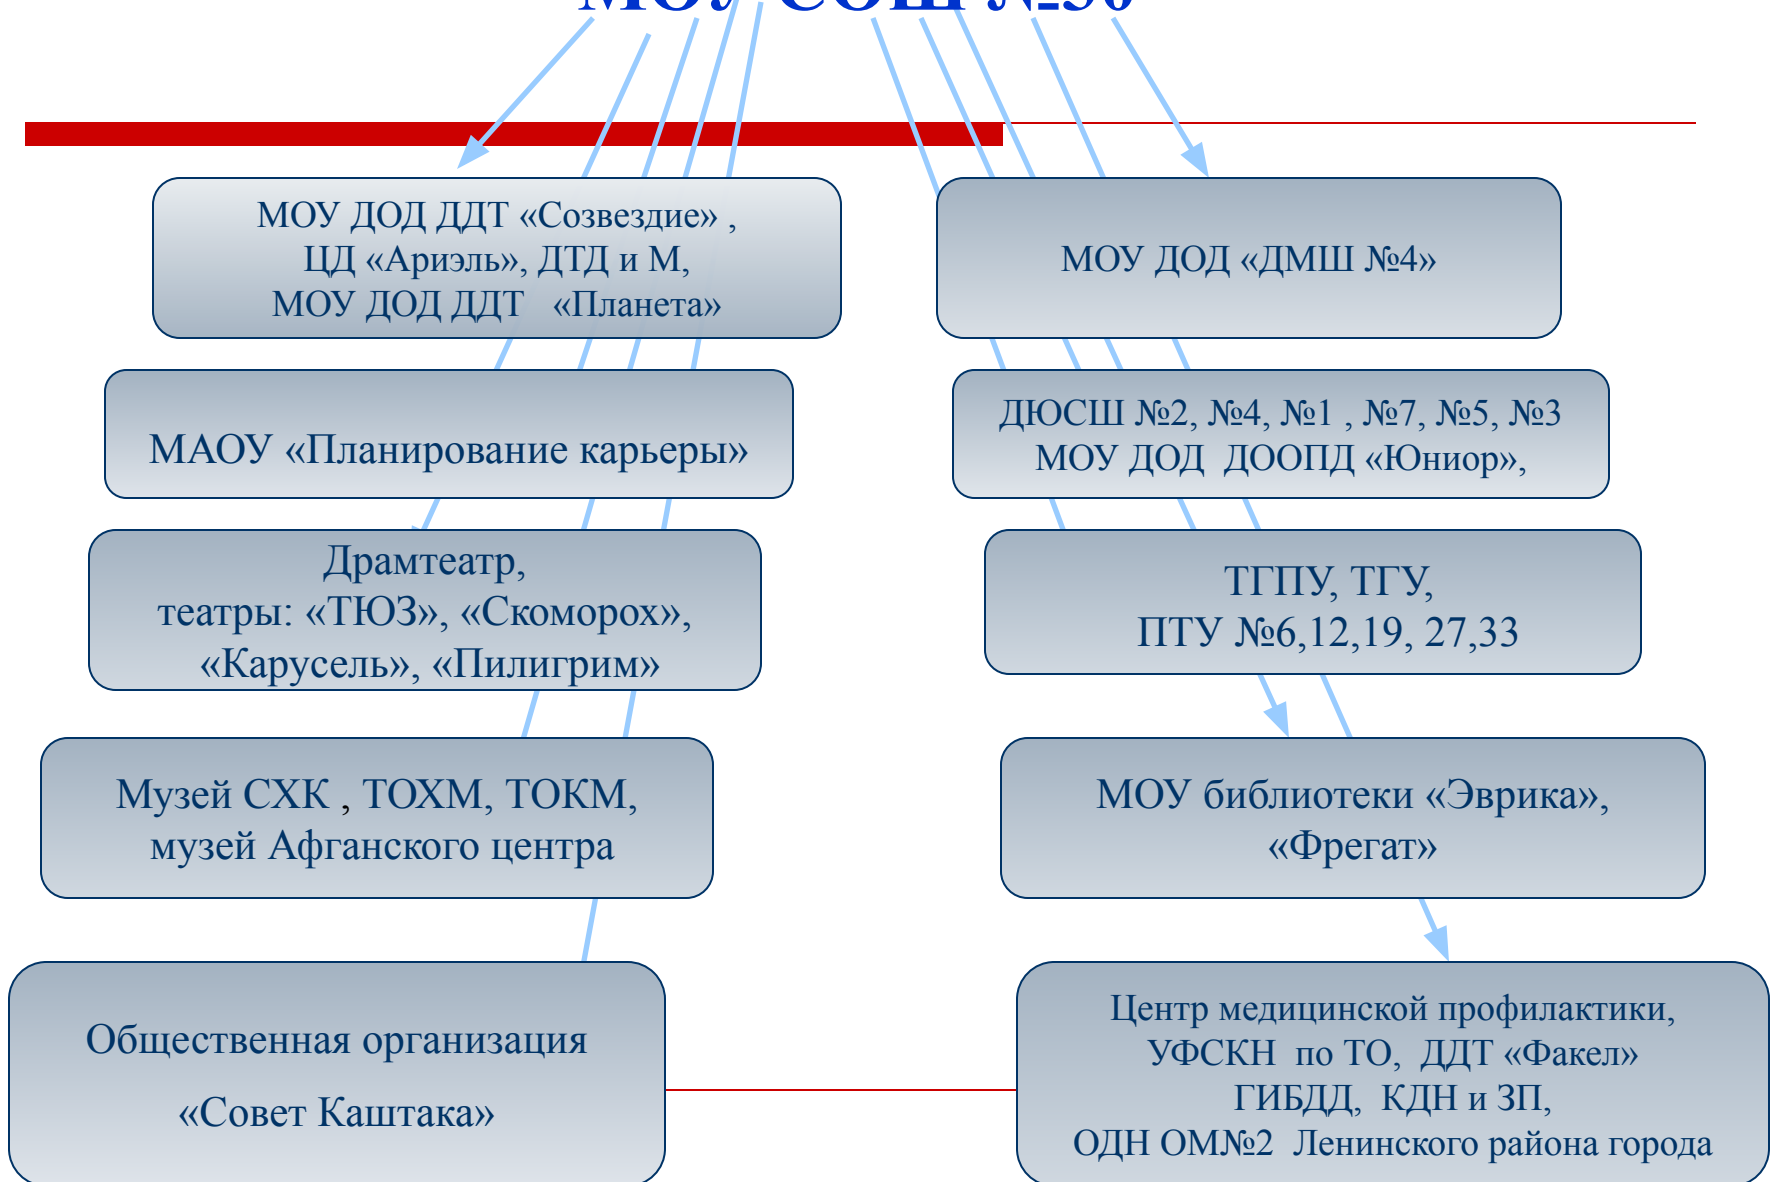 МОУ ДОД ДДТ «Созвездие» ,
ЦД «Ариэль», ДТД и М,
МОУ ДОД ДДТ «Планета»
МОУ ДОД «ДМШ №4»
МАОУ «Планирование карьеры»
ДЮСШ №2, №4, №1 , №7, №5, №3
МОУ ДОД ДООПД «Юниор»,
Драмтеатр,
театры: «ТЮЗ», «Скоморох»,
«Карусель», «Пилигрим»
ТГПУ, ТГУ,
ПТУ №6,12,19, 27,33
Музей СХК , ТОХМ, ТОКМ,
музей Афганского центра
МОУ библиотеки «Эврика»,
«Фрегат»
Общественная организация
«Совет Каштака»
Центр медицинской профилактики,
УФСКН по ТО, ДДТ «Факел»
ГИБДД, КДН и ЗП,
ОДН ОМ№2 Ленинского района города